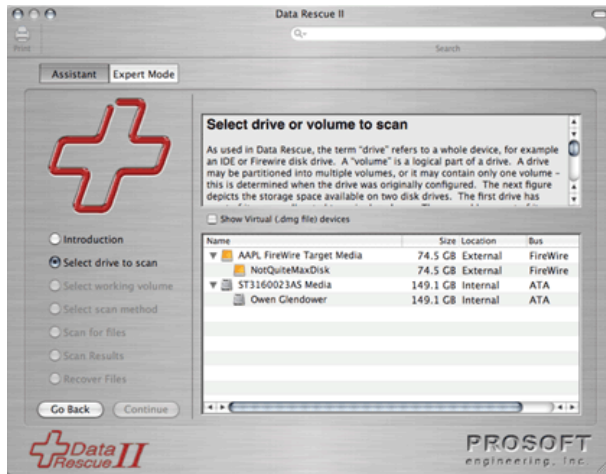 Data Rescue II
Print
Search
Assistant
Expert Mode
Select drive or volume to scan
As used in Data Rescue, the term "drive" refers to a whole device, for example
an IDE or Firewire disk drive. A "volume" is a logical part of a drive. A drive
may be partitioned into multiple volumes, or it may contain only one volume –
this is determined when the drive was originally configured. The next figure
depicts the storage space available on two disk drives. The first drive has
Show Virtual (.dmg file) devices
Introduction
Select drive to scan
Select working volume
Select scan method
Scan for files
Scan Results
Recover Files
Name Size Location Bus
AAPL FireWire Target Media 74.5 GB External FireWire
NotQuiteMaxDisk 74.5 GB External FireWire
ST3160023AS Media 149.1 GB Internal ATA
Owen Glendower 149.1 GB Internal ATA
Go Back
Continue
Data Rescue II
PROSOFT
engineering, inc.